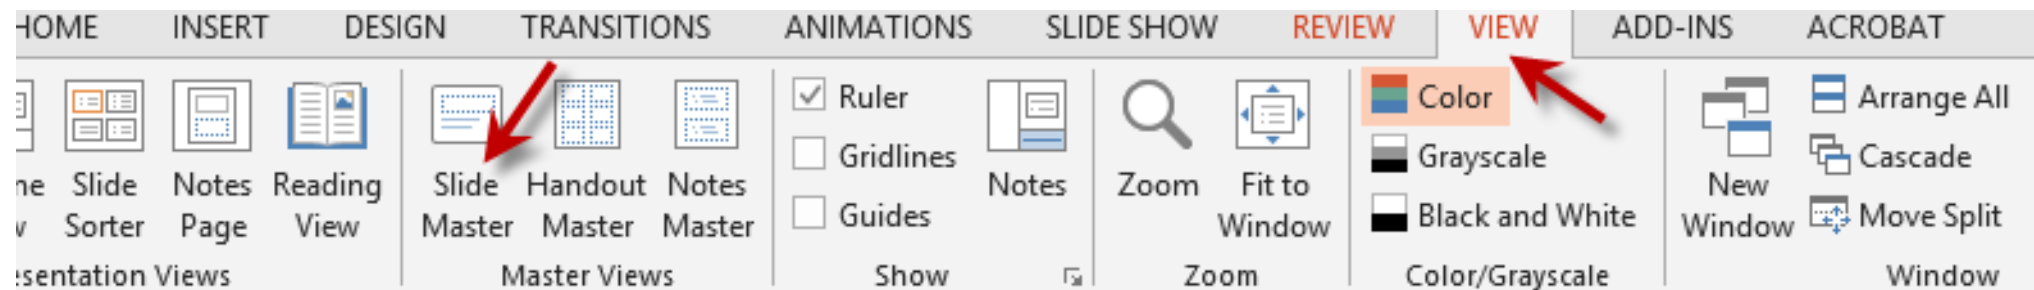 HOME INSERT DESIGN TRANSITIONS ANIMATIONS SLIDE SHOW REVIEW VIEW ADD-INS ACROBAT
Slide Sorter
Notes Page
Reading View
Slide Master
Handout Master
Notes Master
Ruler
Gridlines
Guides
Notes
Zoom
Fit to Window
Color
Grayscale
Black and White
New Window
Arrange All
Cascade
Move Split
Views Master Views Show Zoom Color/Grayscale Window